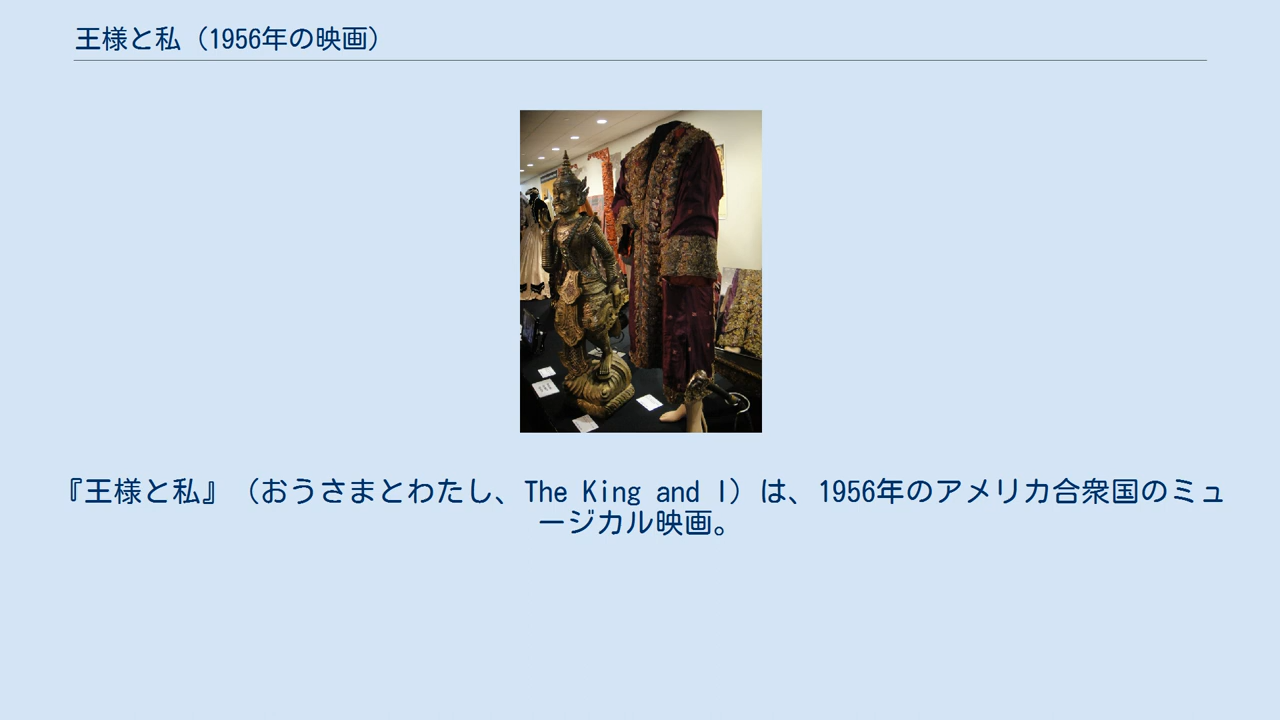 王様と私（1956年の映画）
『王様と私』（おうさまとわたし、The King and I）は、1956年のアメリカ合衆国のミュ
ージカル映画。